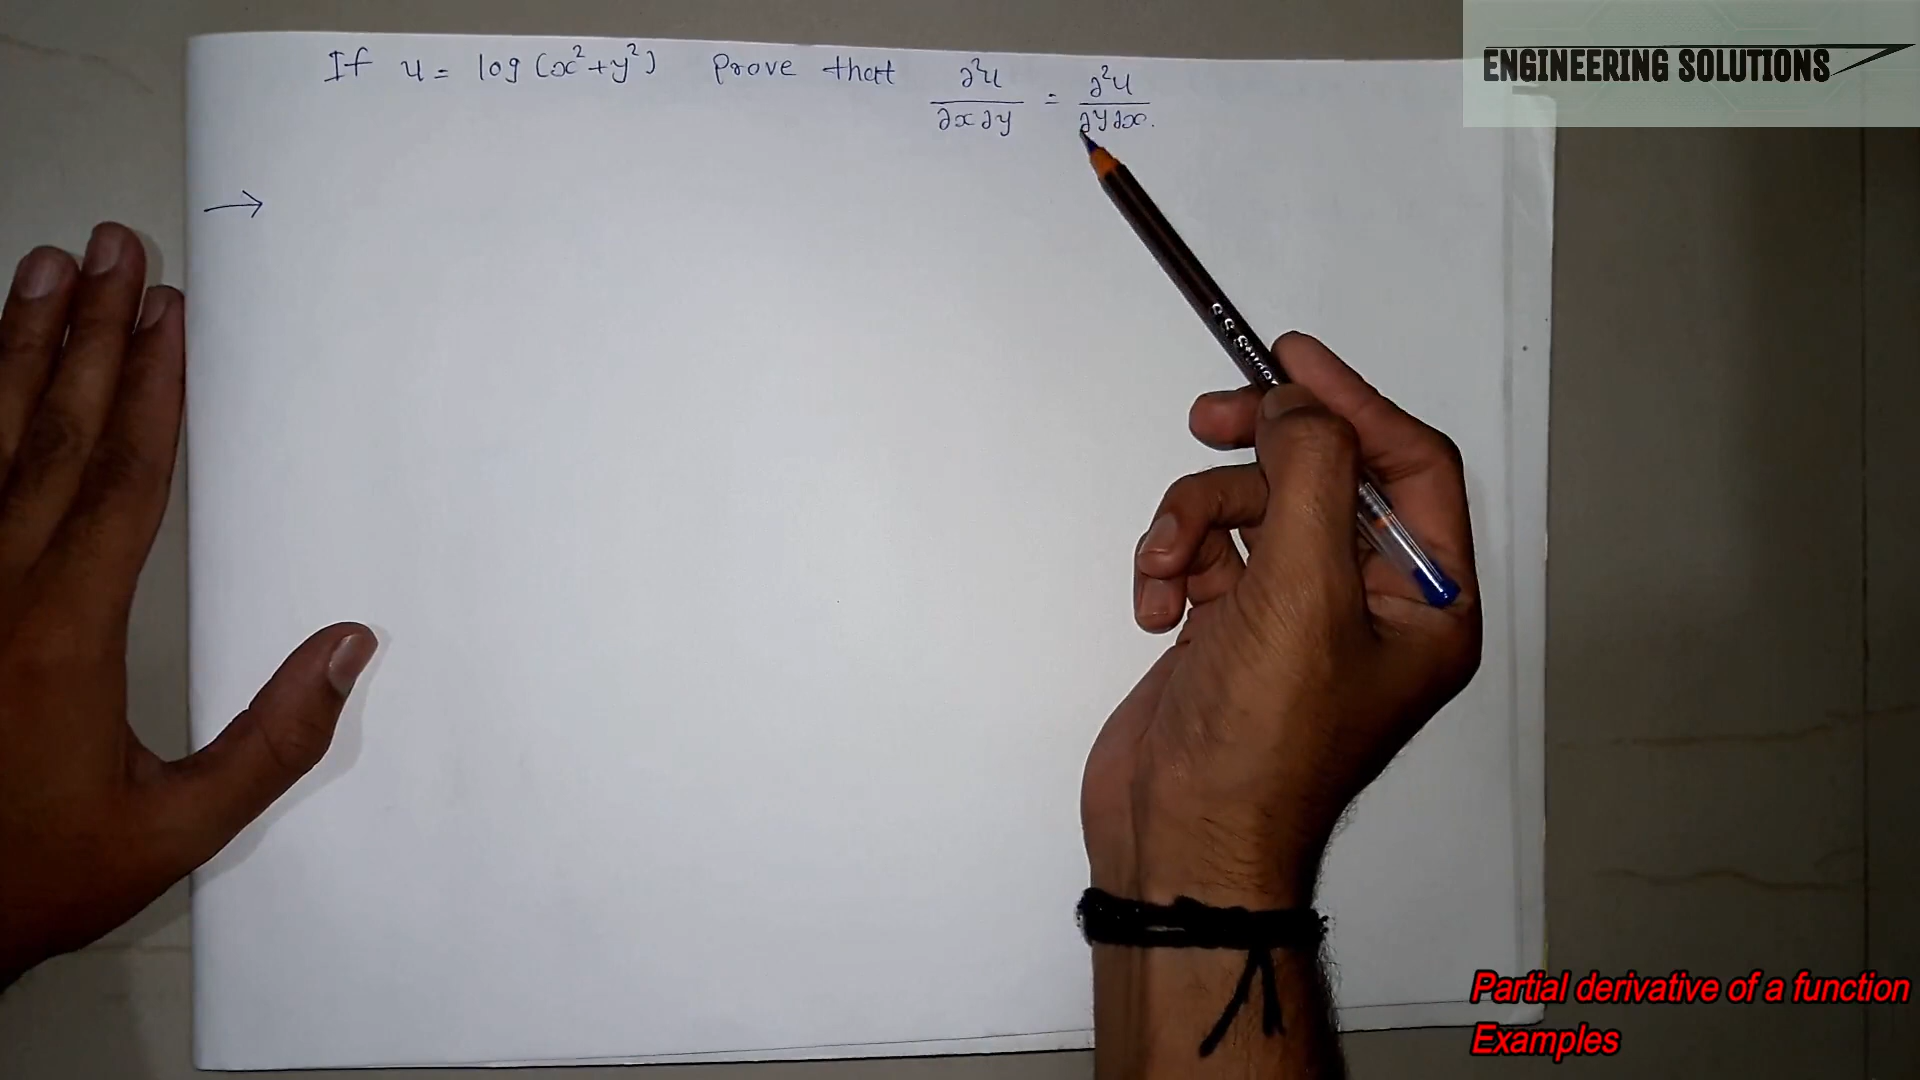 If u = log (x²+y²) prove that ∂²u/∂x∂y = ∂²u/∂y∂x.
→
ENGINEERING SOLUTIONS
Partial derivative of a function
Examples